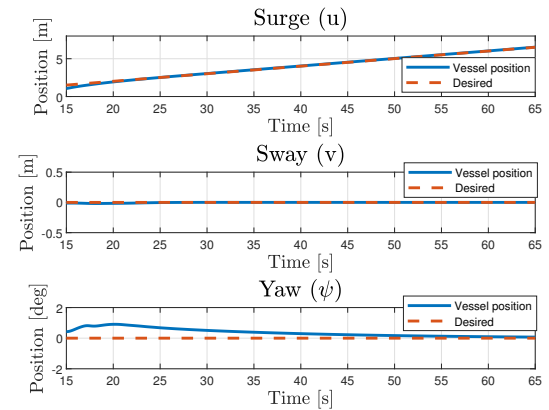 Surge (u)
Position [m]
5
0
15 20 25 30 35 40 45 50 55 60 65
Time [s]
Vessel position
Desired
Sway (v)
Position [m]
0.5
0
-0.5
15 20 25 30 35 40 45 50 55 60 65
Time [s]
Vessel position
Desired
Yaw (ψ)
Position [deg]
2
0
-2
15 20 25 30 35 40 45 50 55 60 65
Time [s]
Vessel position
Desired